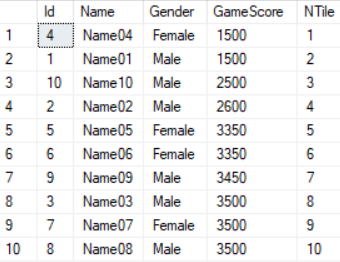 Id Name Gender GameScore NTile
1 4 Name04 Female 1500 1
2 1 Name01 Male 1500 2
3 10 Name10 Male 2500 3
4 2 Name02 Male 2600 4
5 5 Name05 Female 3350 5
6 6 Name06 Female 3350 6
7 9 Name09 Male 3450 7
8 3 Name03 Male 3500 8
9 7 Name07 Female 3500 9
10 8 Name08 Male 3500 10